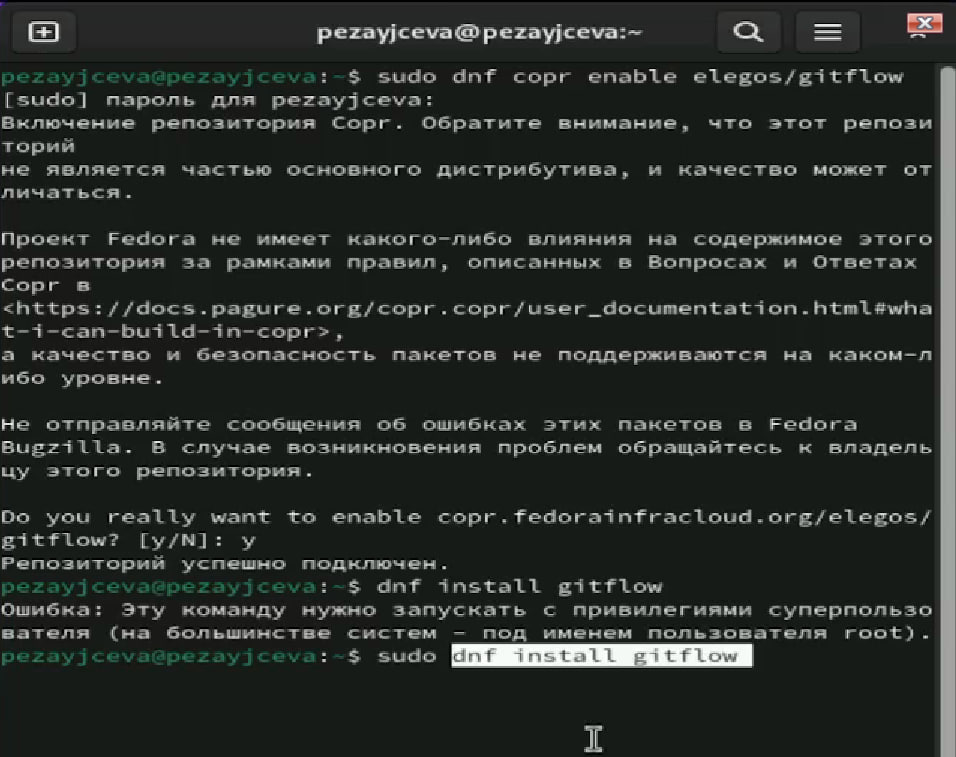 pezayjceva@pezayjceva:~
pezayjceva@pezayjceva:~$ sudo dnf copr enable elegos/gitflow
[sudo] пароль для pezayjceva:
Включение репозитория Copr. Обратите внимание, что этот репози
торий
не является частью основного дистрибутива, и качество может от
личаться.
Проект Fedora не имеет какого-либо влияния на содержимое этого
репозитория за рамками правил, описанных в Вопросах и Ответах
Copr в
<https://docs.pagure.org/copr.copr/user_documentation.html#wha
t-i-can-build-in-copr>,
а качество и безопасность пакетов не поддерживаются на каком-л
ибо уровне.
Не отправляйте сообщения об ошибках этих пакетов в Fedora
Bugzilla. В случае возникновения проблем обращайтесь к владель
цу этого репозитория.
Do you really want to enable copr.fedorainfracloud.org/elegos/
gitflow? [y/N]: y
Репозиторий успешно подключен.
pezayjceva@pezayjceva:~$ dnf install gitflow
Ошибка: Эту команду нужно запускать с привилегиями суперпользо
вателя (на большинстве систем - под именем пользователя root).
pezayjceva@pezayjceva:~$ sudo dnf install gitflow